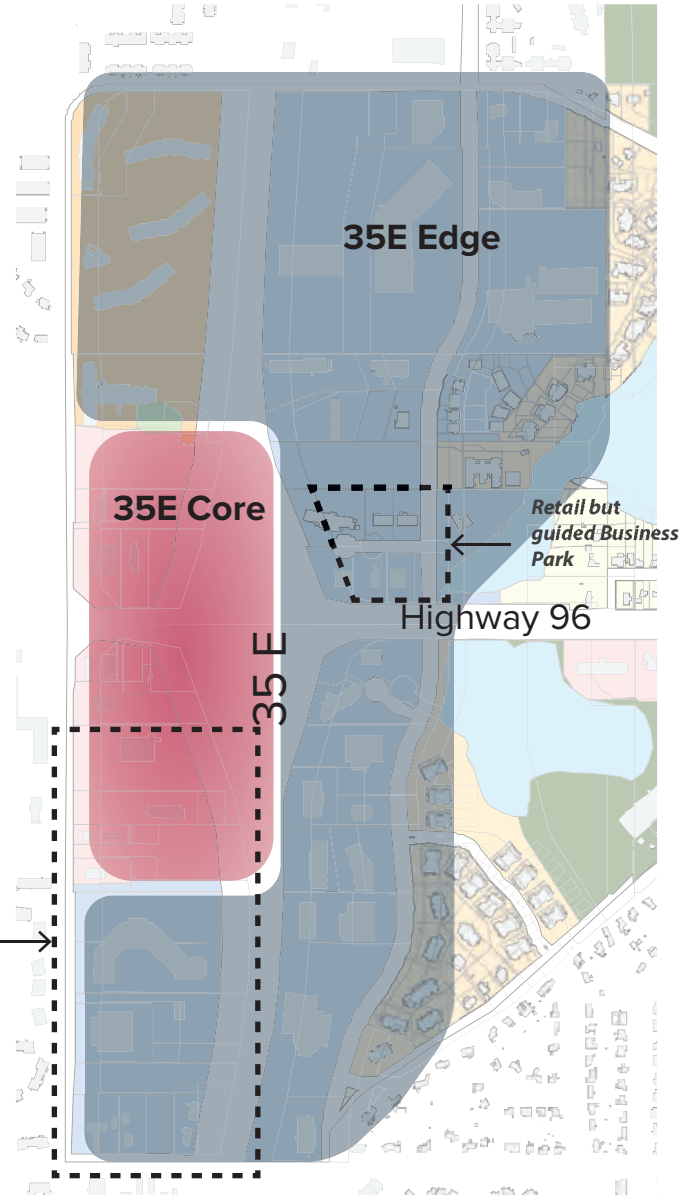 35E Edge
35E Core
Retail but
guided Business
Park
Highway 96
35 E